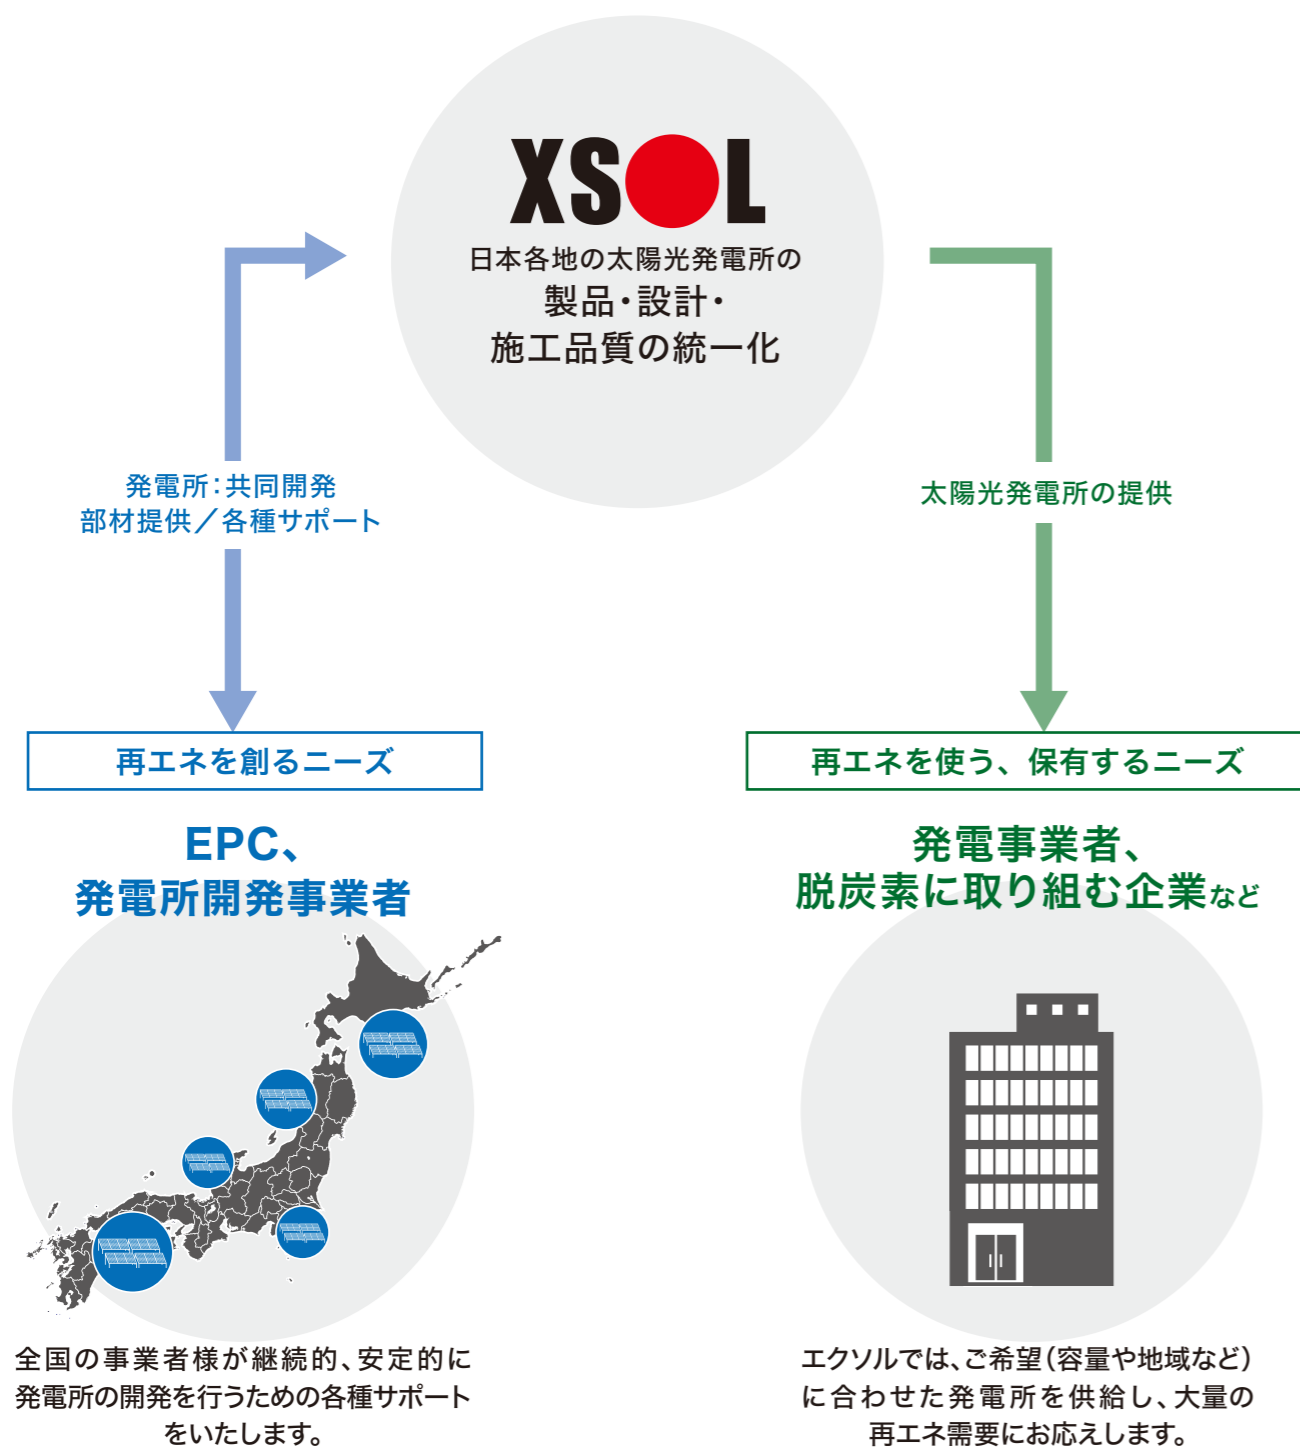 XSOL
日本各地の太陽光発電所の
製品・設計・
施工品質の統一化
発電所：共同開発
部材提供／各種サポート
太陽光発電所の提供
再エネを創るニーズ
EPC、
発電所開発事業者
全国の事業者様が継続的、安定的に
発電所の開発を行うための各種サポート
をいたします。
再エネを使う、保有するニーズ
発電事業者、
脱炭素に取り組む企業など
エクソルでは、ご希望（容量や地域など）
に合わせた発電所を供給し、大量の
再エネ需要にお応えします。